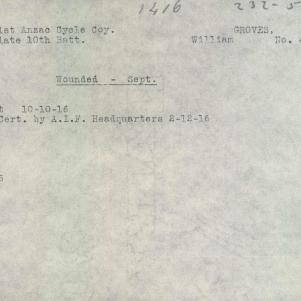 1416 232-5
1st Anzac Cycle Coy. GROVES,
late 10th Batt. William No.
Wounded - Sept.
10-10-16
Cert. by A.I.F. Headquarters 2-12-16